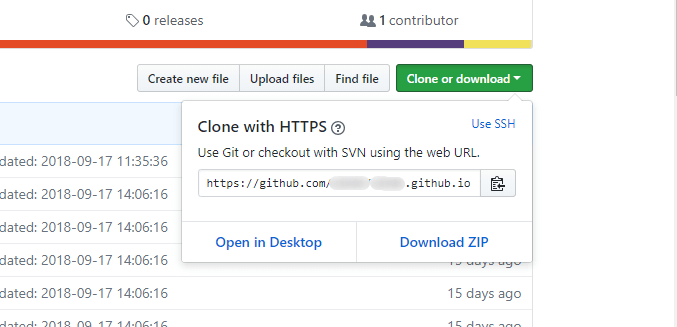 0 releases
1 contributor
Create new file
Upload files
Find file
Clone or download
Clone with HTTPS
Use SSH
Use Git or checkout with SVN using the web URL.
https://github.com/ .github.io
Open in Desktop
Download ZIP
dated: 2018-09-17 11:35:36
dated: 2018-09-17 14:06:16
dated: 2018-09-17 14:06:16
dated: 2018-09-17 14:06:16
dated: 2018-09-17 14:06:16
15 days ago
dated: 2018-09-17 14:06:16
15 days ago